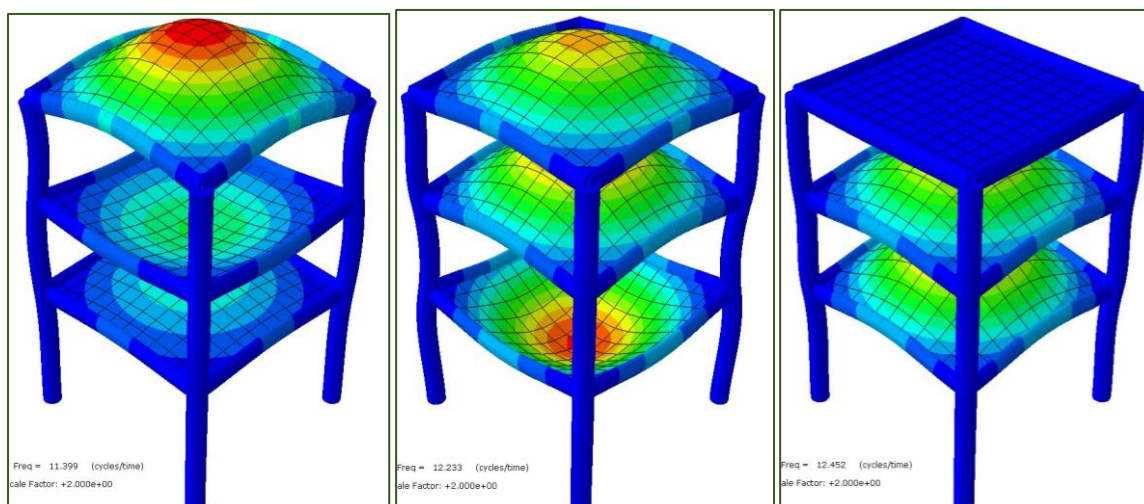 Freq = 11.399 (cycles/time)
cale Factor: +2.000e+00
Freq = 12.233 (cycles/time)
ale Factor: +2.000e+00
Freq = 12.452 (cycles/time)
ale Factor: +2.000e+00